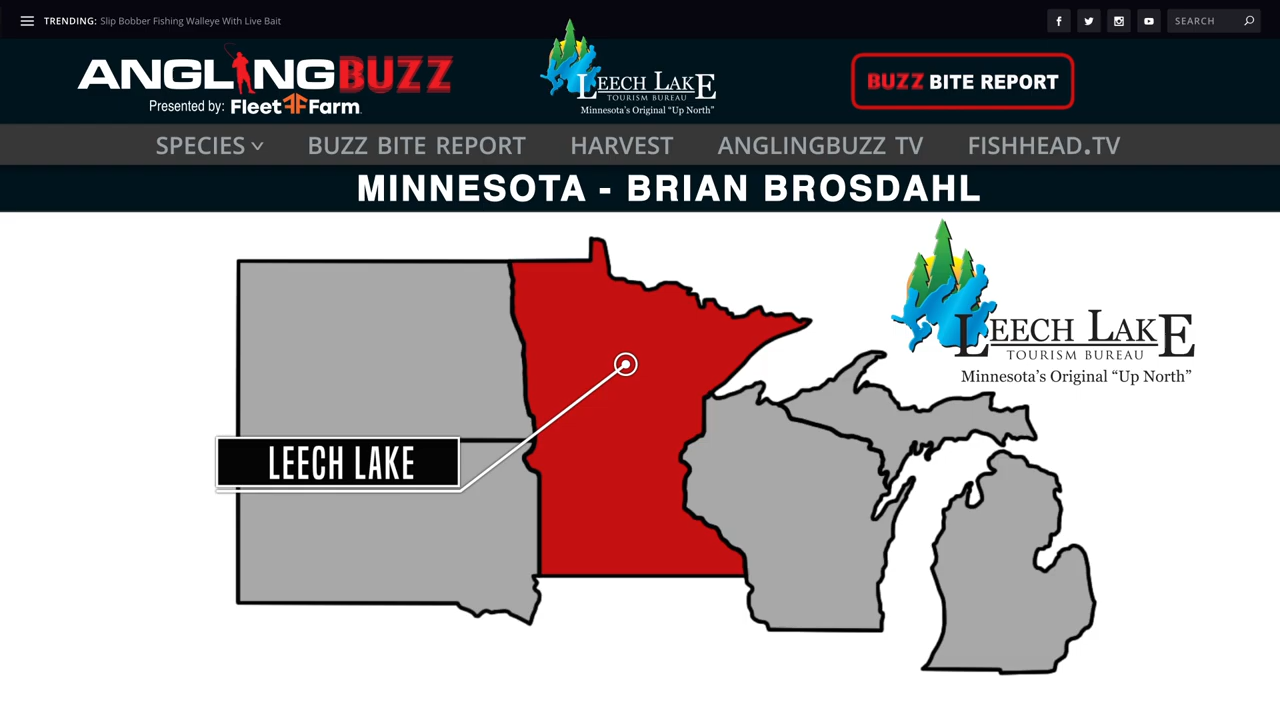 TRENDING: Slip Bobber Fishing Walleye With Live Bait
SEARCH
ANGLINGBUZZ
Presented by: Fleet Farm
LEECH LAKE
TOURISM BUREAU
Minnesota's Original "Up North"
BUZZ BITE REPORT
SPECIES
BUZZ BITE REPORT
HARVEST
ANGLINGBUZZ TV
FISHHEAD.TV
MINNESOTA - BRIAN BROSDAHL
LEECH LAKE
TOURISM BUREAU
Minnesota's Original "Up North"
LEECH LAKE